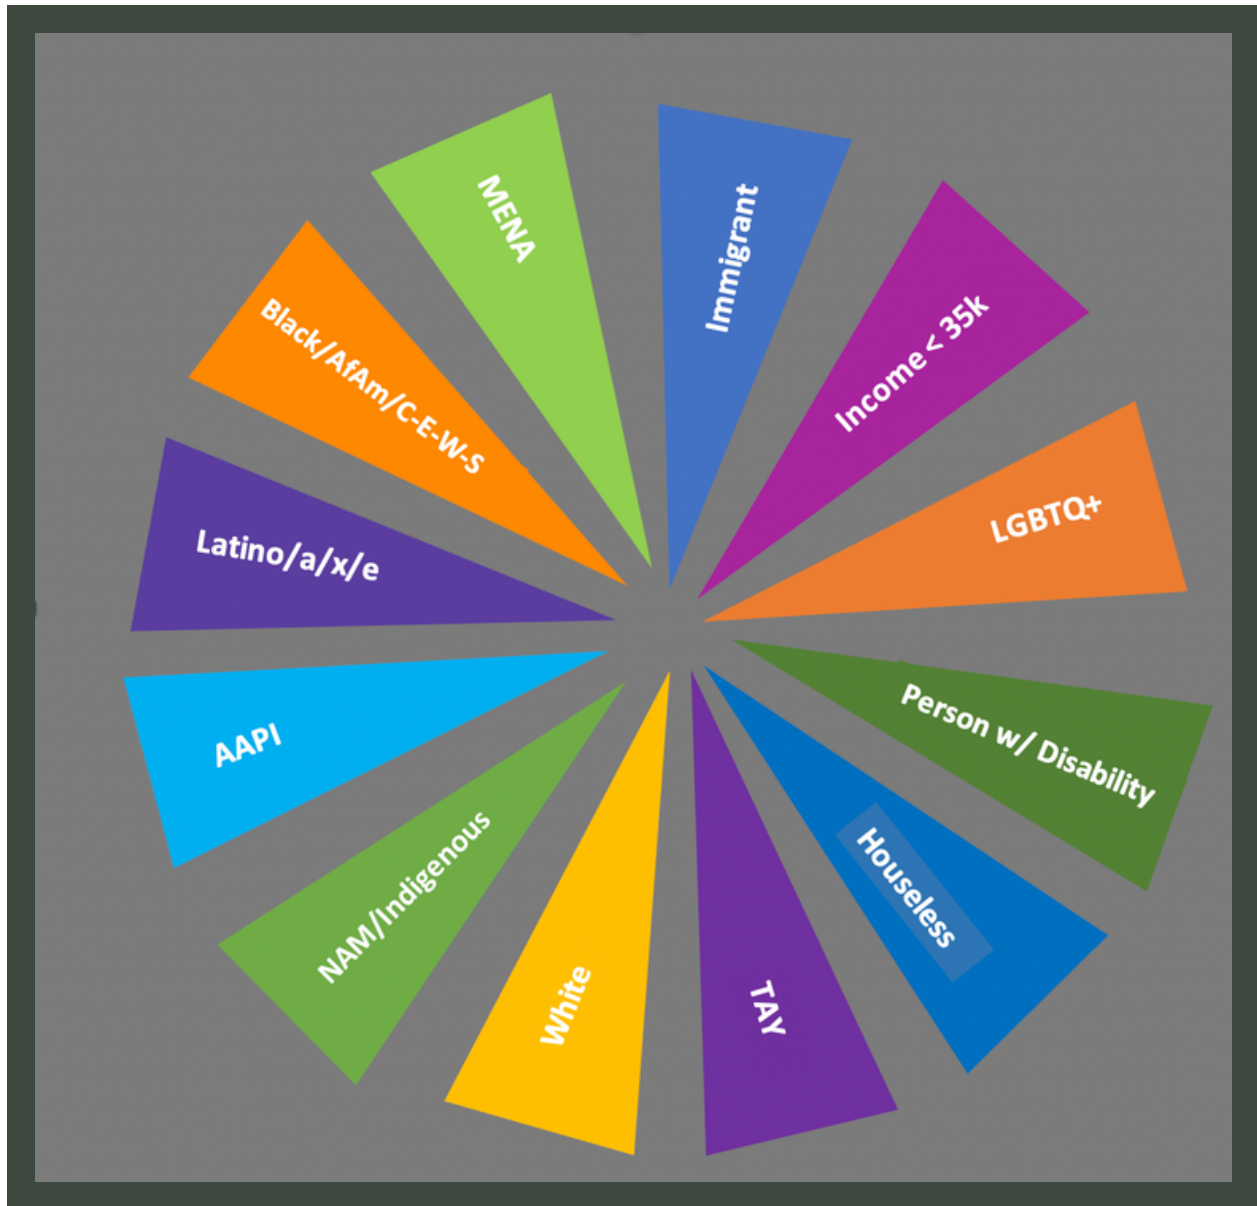 MENA
Immigrant
Income < 35k
LGBTQ+
Person w/ Disability
Houseless
TAY
White
NAM/Indigenous
AAPI
Latino/a/x/e
Black/AfAm/C-E-W-S